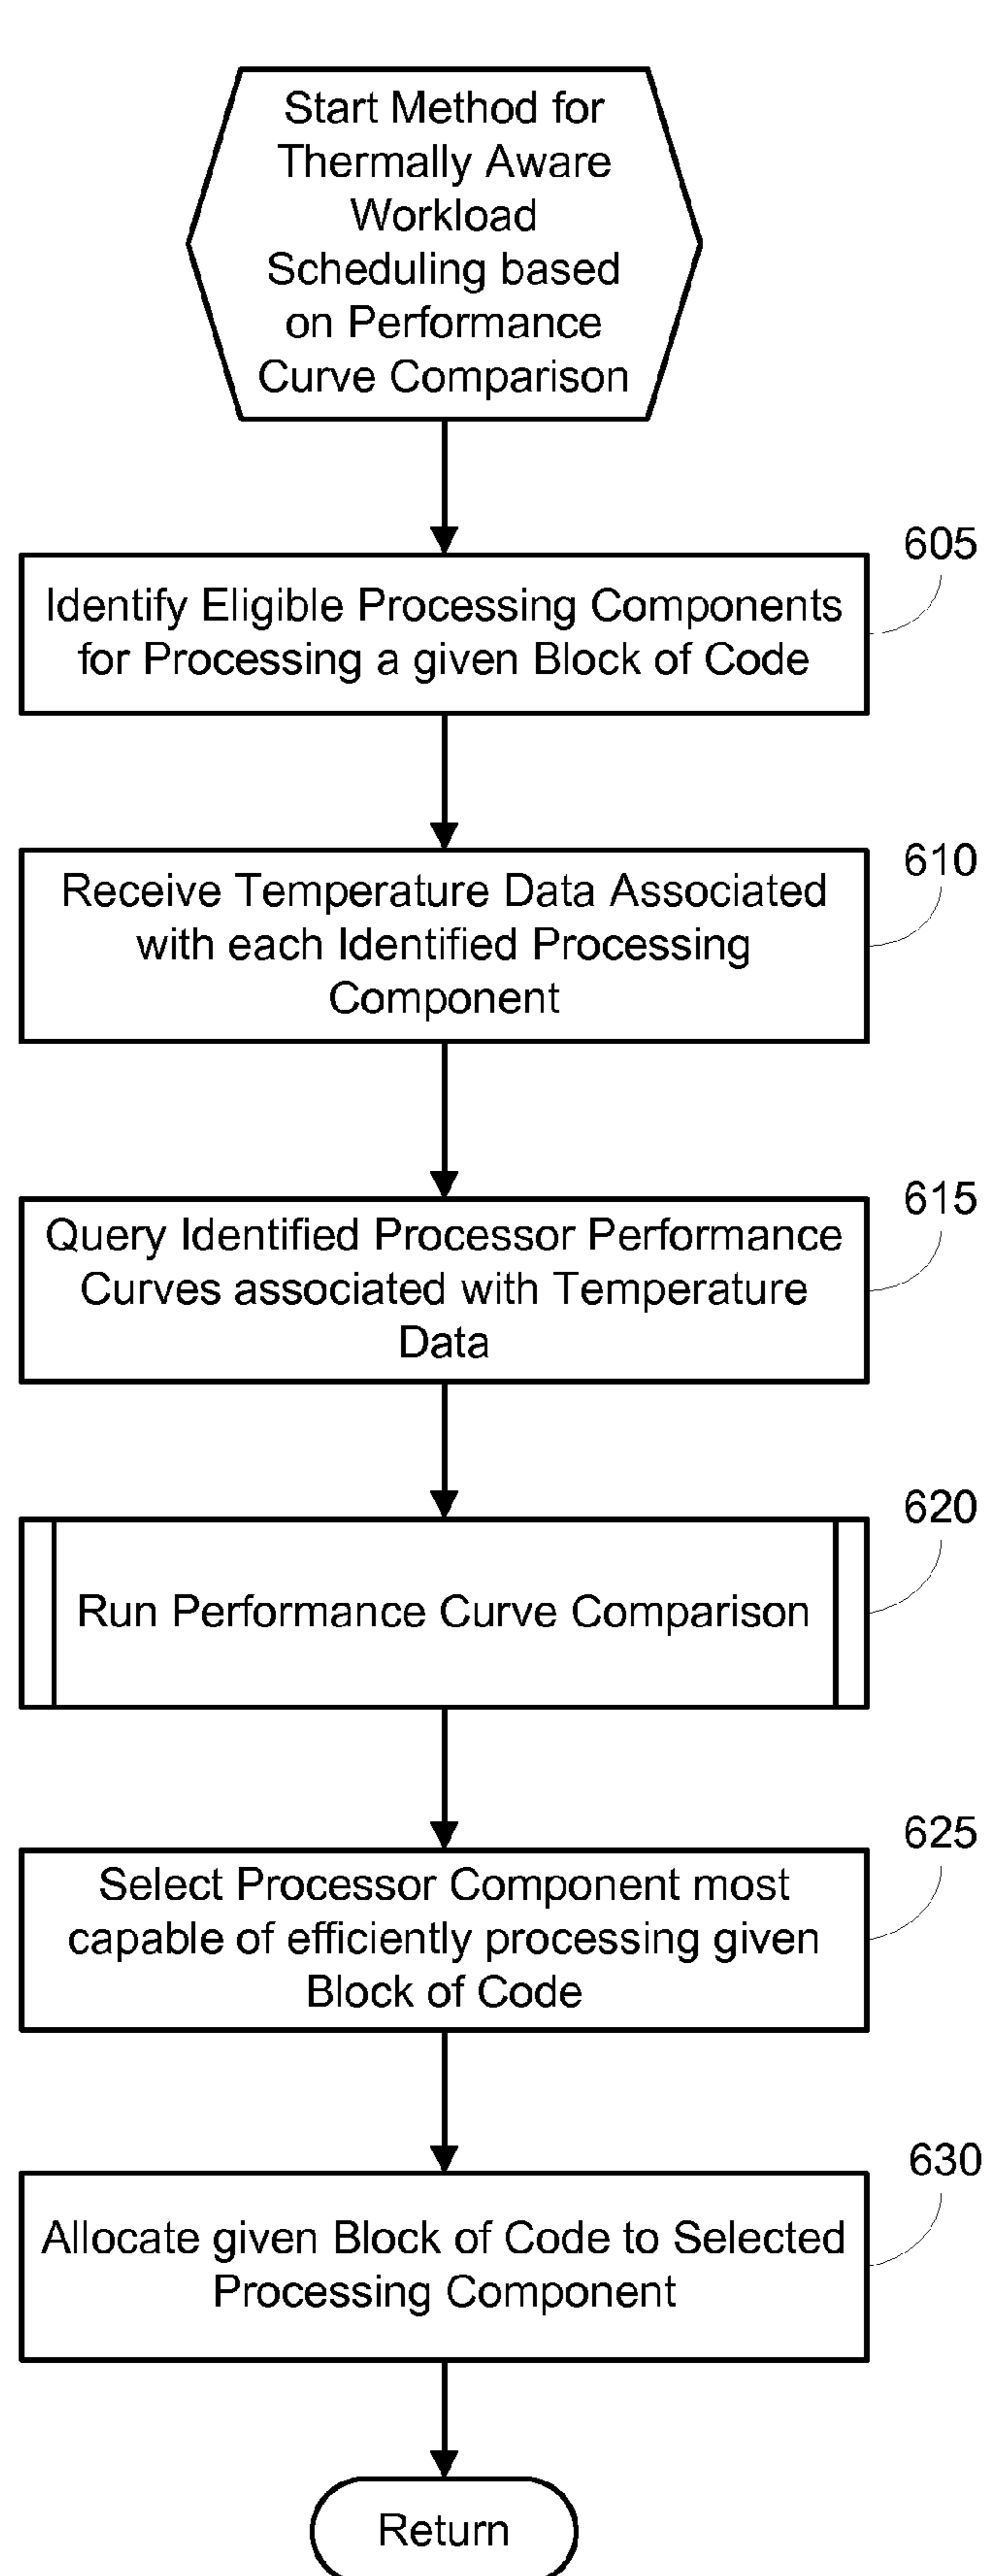 Start Method for
Thermally Aware
Workload
Scheduling based
on Performance
Curve Comparison
605
Identify Eligible Processing Components
for Processing a given Block of Code
610
Receive Temperature Data Associated
with each Identified Processing
Component
615
Query Identified Processor Performance
Curves associated with Temperature
Data
620
Run Performance Curve Comparison
625
Select Processor Component most
capable of efficiently processing given
Block of Code
630
Allocate given Block of Code to Selected
Processing Component
Return